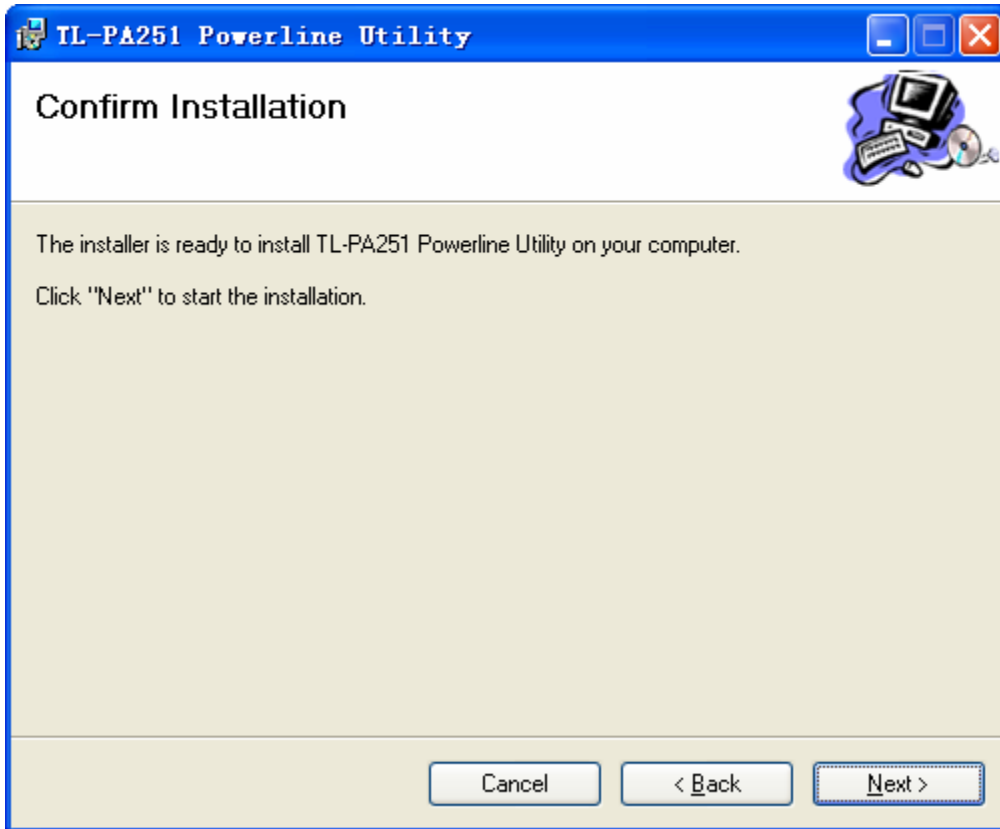 TL-PA251 Powerline Utility
Confirm Installation
The installer is ready to install TL-PA251 Powerline Utility on your computer.
Click "Next" to start the installation.
Cancel
< Back
Next >